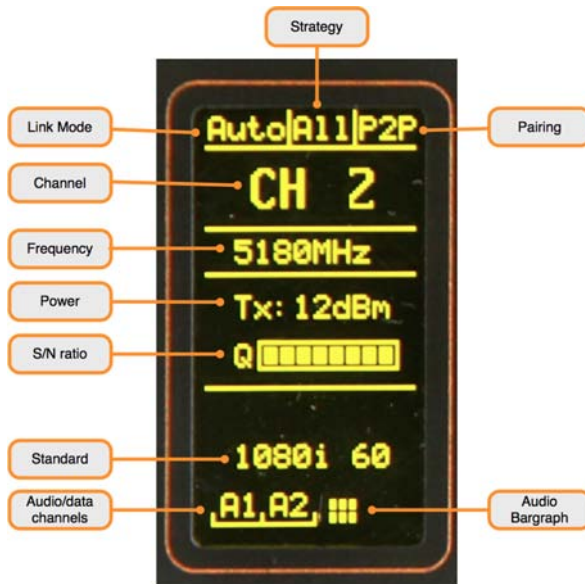 Strategy
Link Mode
Auto|All|P2P
Pairing
Channel
CH 2
Frequency
5180MHz
Power
Tx: 12dBm
S/N ratio
Q
Standard
1080i 60
Audio/data
channels
A1 A2
Audio
Bargraph